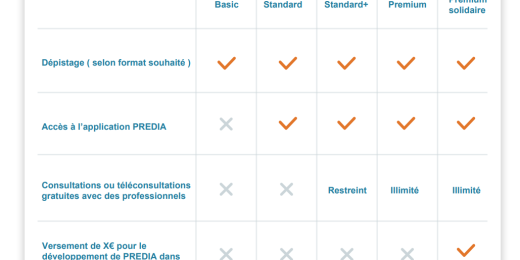 Basic Standard Standard+ Premium Premium
solidaire
Dépistage ( selon format souhaité )
Accès à l'application PREDIA
Consultations ou téléconsultations
gratuites avec des professionnels
Restreint Illimité Illimité
Versement de X€ pour le
développement de PREDIA dans